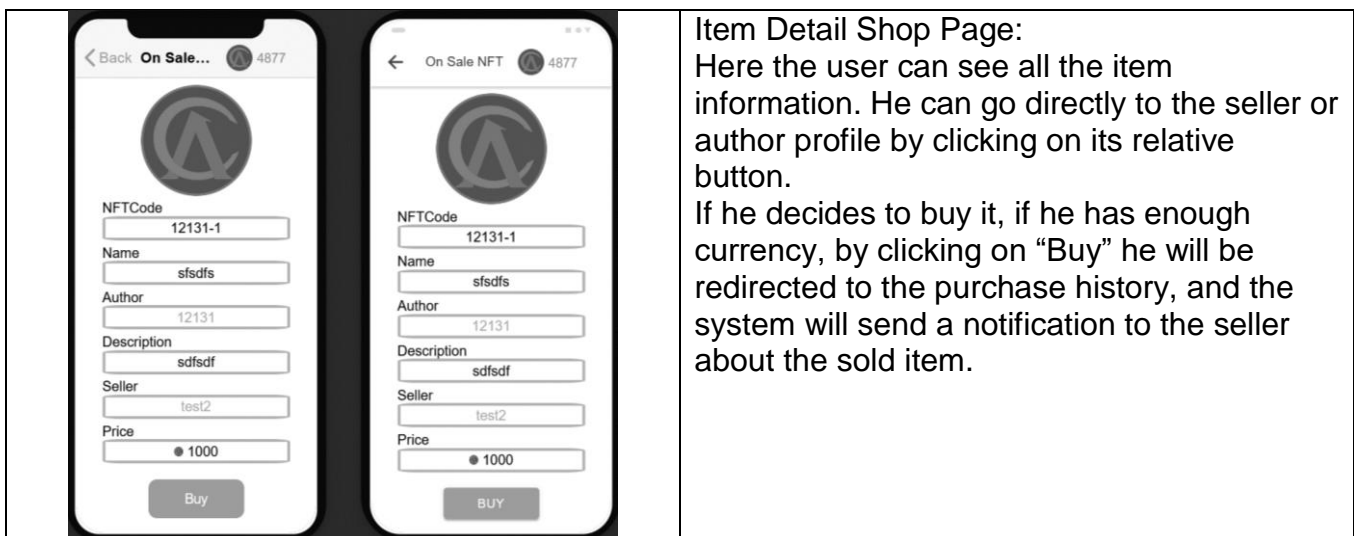 Back On Sale... 4877
NFTCode
12131-1
Name
sfsdfs
Author
12131
Description
sdfsdf
Seller
test2
Price
1000
Buy
On Sale NFT 4877
NFTCode
12131-1
Name
sfsdfs
Author
12131
Description
sdfsdf
Seller
test2
Price
1000
BUY
Item Detail Shop Page:
Here the user can see all the item
information. He can go directly to the seller or
author profile by clicking on its relative
button.
If he decides to buy it, if he has enough
currency, by clicking on “Buy” he will be
redirected to the purchase history, and the
system will send a notification to the seller
about the sold item.